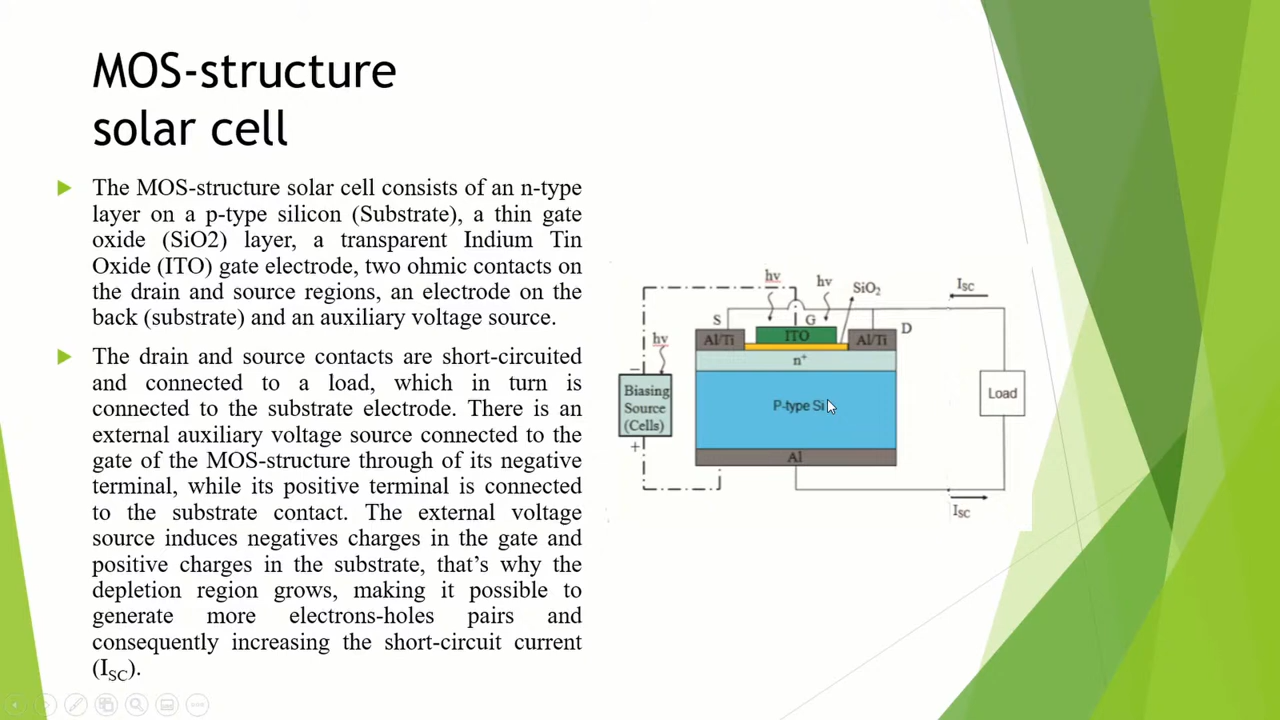 MOS-structure
solar cell
The MOS-structure solar cell consists of an n-type
layer on a p-type silicon (Substrate), a thin gate
oxide (SiO2) layer, a transparent Indium Tin
Oxide (ITO) gate electrode, two ohmic contacts on
the drain and source regions, an electrode on the
back (substrate) and an auxiliary voltage source.
The drain and source contacts are short-circuited
and connected to a load, which in turn is
connected to the substrate electrode. There is an
external auxiliary voltage source connected to the
gate of the MOS-structure through of its negative
terminal, while its positive terminal is connected
to the substrate contact. The external voltage
source induces negatives charges in the gate and
positive charges in the substrate, that’s why the
depletion region grows, making it possible to
generate more electrons-holes pairs and
consequently increasing the short-circuit current
(I_SC).
hν
hν
SiO₂
I_SC
S
G
D
Al/Ti
ITO
Al/Ti
hν
n⁺
−
Biasing
Source
(Cells)
+
P-type Si
Load
Al
I_SC